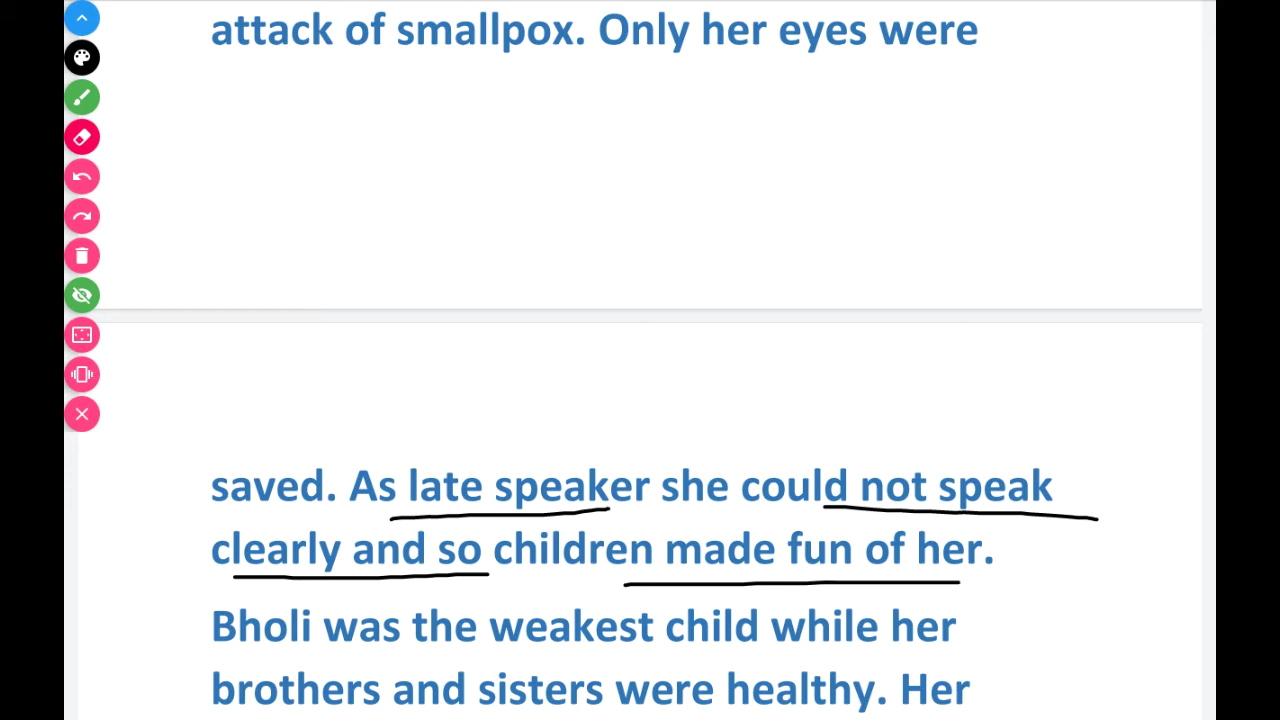 attack of smallpox. Only her eyes were
saved. As late speaker she could not speak
clearly and so children made fun of her.
Bholi was the weakest child while her
brothers and sisters were healthy. Her